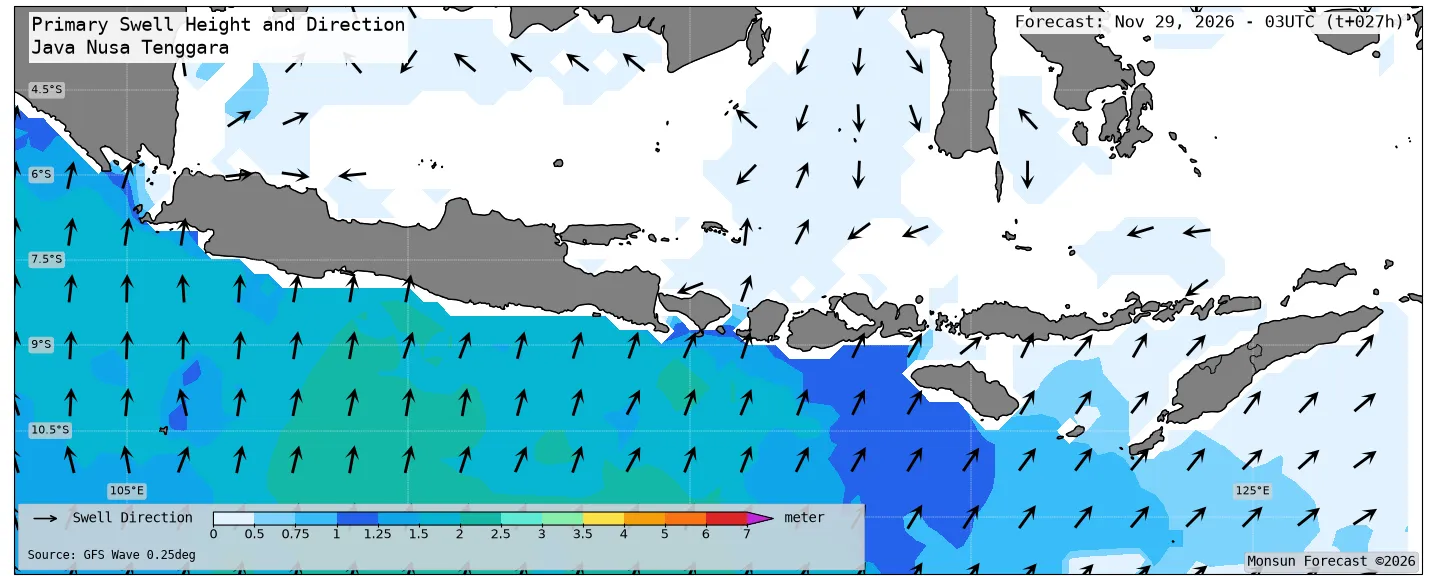 Primary Swell Height and Direction
Java Nusa Tenggara
Forecast: Nov 29, 2026 - 03UTC (t+027h)
4.5°S
6°S
7.5°S
9°S
10.5°S
105°E
125°E
Swell Direction
0 0.5 0.75 1 1.25 1.5 2 2.5 3 3.5 4 5 6 7
meter
Source: GFS Wave 0.25deg
Monsun Forecast ©2026